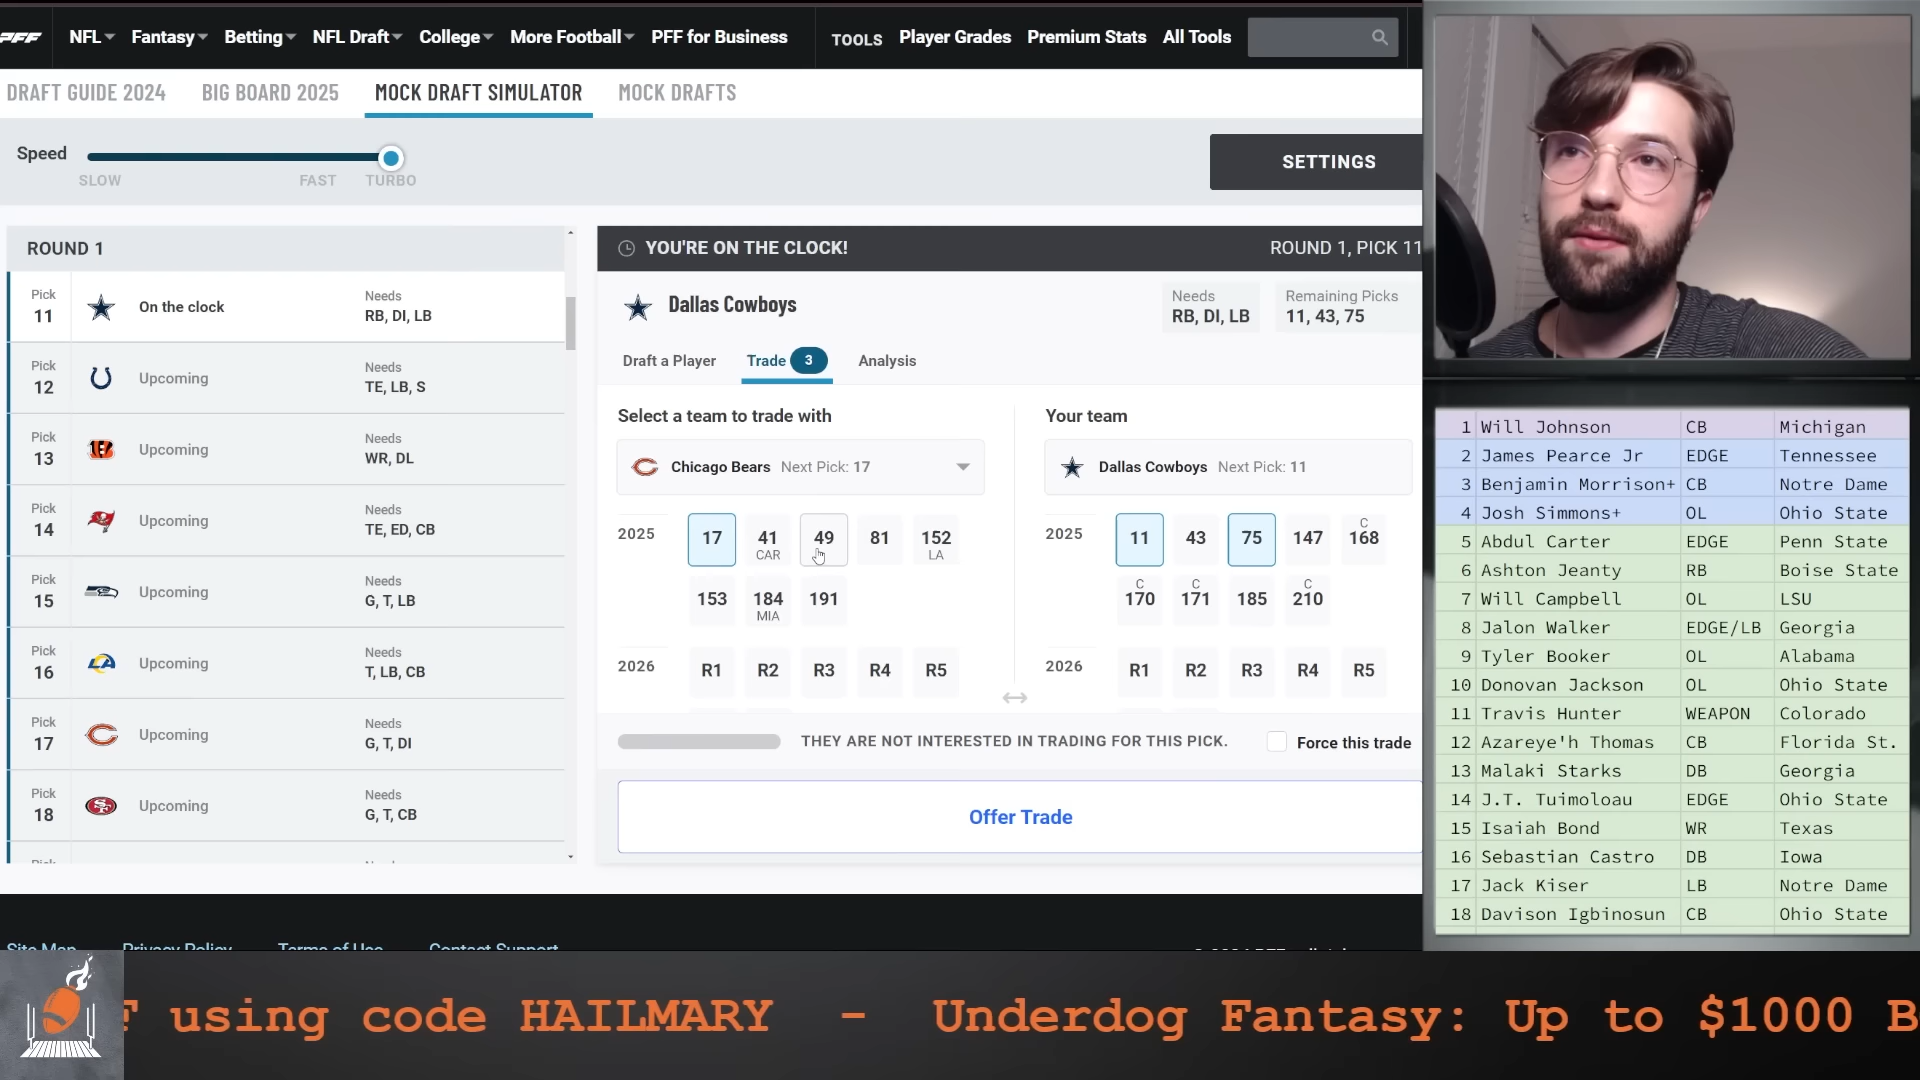 PFF NFL Fantasy Betting NFL Draft College More Football PFF for Business TOOLS Player Grades Premium Stats All Tools
DRAFT GUIDE 2024 BIG BOARD 2025 MOCK DRAFT SIMULATOR MOCK DRAFTS
Speed
SLOW FAST TURBO
SETTINGS
ROUND 1
Pick 11 On the clock Needs RB, DI, LB
Pick 12 Upcoming Needs TE, LB, S
Pick 13 Upcoming Needs WR, DL
Pick 14 Upcoming Needs TE, ED, CB
Pick 15 Upcoming Needs G, T, LB
Pick 16 Upcoming Needs T, LB, CB
Pick 17 Upcoming Needs G, T, DI
Pick 18 Upcoming Needs G, T, CB
YOU'RE ON THE CLOCK! ROUND 1, PICK 11
Dallas Cowboys
Needs RB, DI, LB
Remaining Picks 11, 43, 75
Draft a Player Trade 3 Analysis
Select a team to trade with
Chicago Bears Next Pick: 17
2025 17 41 CAR 49 81 152 LA
153 184 MIA 191
2026 R1 R2 R3 R4 R5
Your team
Dallas Cowboys Next Pick: 11
2025 11 43 75 147 C 168
C 170 C 171 185 C 210
2026 R1 R2 R3 R4 R5
THEY ARE NOT INTERESTED IN TRADING FOR THIS PICK. Force this trade
Offer Trade
Site Map Privacy Policy Terms of Use Contact Support
1 Will Johnson CB Michigan
2 James Pearce Jr EDGE Tennessee
3 Benjamin Morrison+ CB Notre Dame
4 Josh Simmons+ OL Ohio State
5 Abdul Carter EDGE Penn State
6 Ashton Jeanty RB Boise State
7 Will Campbell OL LSU
8 Jalon Walker EDGE/LB Georgia
9 Tyler Booker OL Alabama
10 Donovan Jackson OL Ohio State
11 Travis Hunter WEAPON Colorado
12 Azareye'h Thomas CB Florida St.
13 Malaki Starks DB Georgia
14 J.T. Tuimoloau EDGE Ohio State
15 Isaiah Bond WR Texas
16 Sebastian Castro DB Iowa
17 Jack Kiser LB Notre Dame
18 Davison Igbinosun CB Ohio State
F using code HAILMARY - Underdog Fantasy: Up to $1000 B